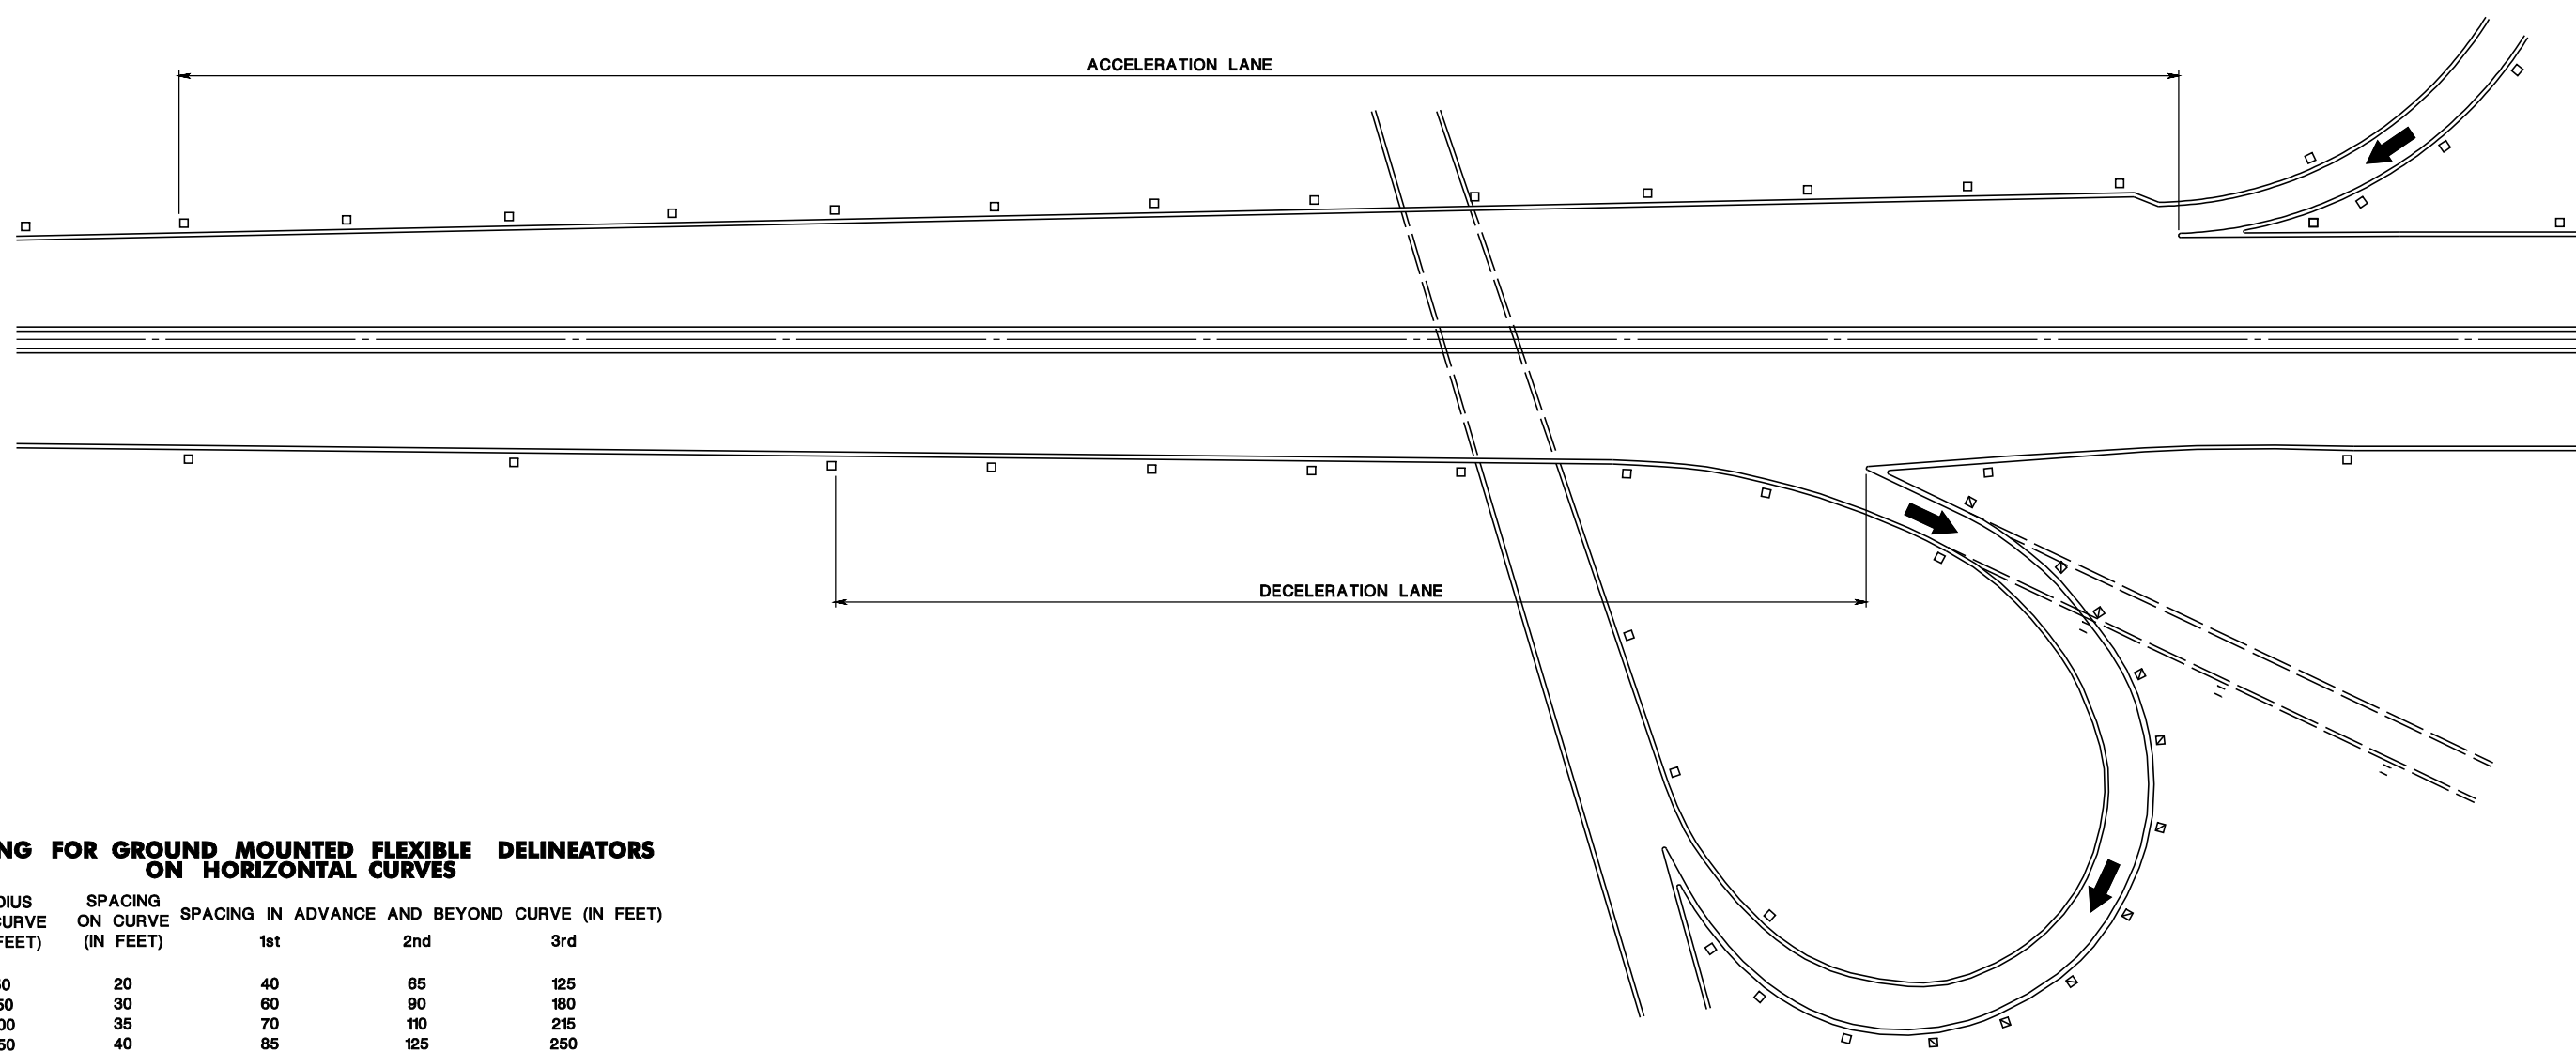 ACCELERATION LANE
DECELERATION LANE
FOR GROUND MOUNTED FLEXIBLE DELINEATORS
ON HORIZONTAL CURVES
SPACING
ON CURVE
(IN FEET)
SPACING IN ADVANCE AND BEYOND CURVE (IN FEET)
1st 2nd 3rd
20 40 65 125
30 60 90 180
35 70 110 215
40 85 125 250